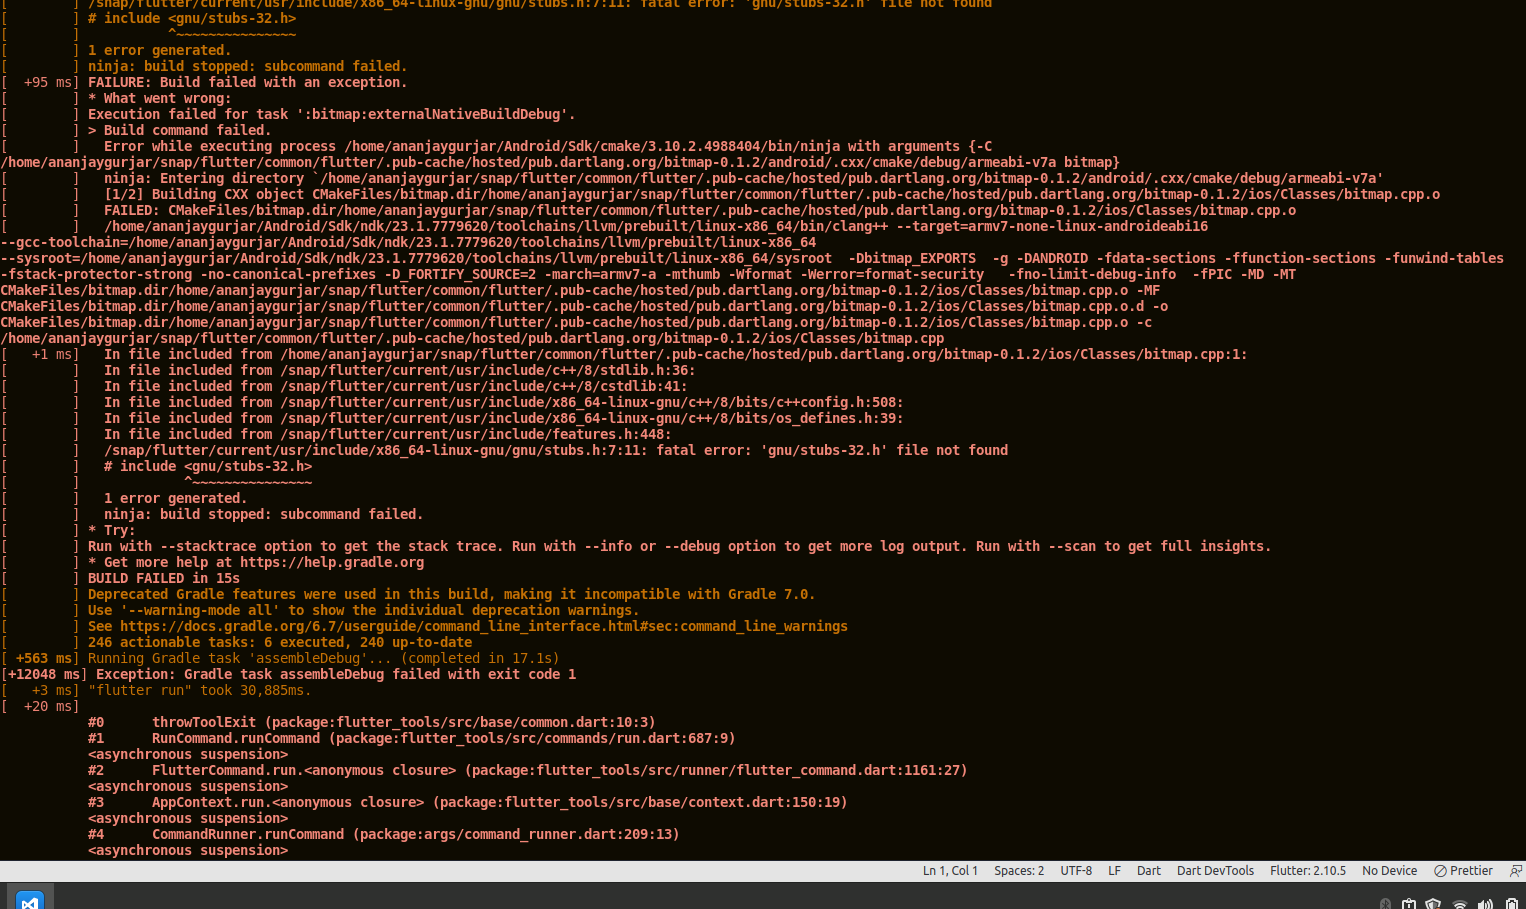 [         ] /snap/flutter/current/usr/include/x86_64-linux-gnu/gnu/stubs.h:7:11: fatal error: 'gnu/stubs-32.h' file not found
[         ] # include <gnu/stubs-32.h>
[         ]           ^~~~~~~~~~~~~~~~
[         ] 1 error generated.
[         ] ninja: build stopped: subcommand failed.
[  +95 ms] FAILURE: Build failed with an exception.
[         ] * What went wrong:
[         ] Execution failed for task ':bitmap:externalNativeBuildDebug'.
[         ] > Build command failed.
[         ]   Error while executing process /home/ananjaygurjar/Android/Sdk/cmake/3.10.2.4988404/bin/ninja with arguments {-C
/home/ananjaygurjar/snap/flutter/common/flutter/.pub-cache/hosted/pub.dartlang.org/bitmap-0.1.2/android/.cxx/cmake/debug/armeabi-v7a bitmap}
[         ]   ninja: Entering directory `/home/ananjaygurjar/snap/flutter/common/flutter/.pub-cache/hosted/pub.dartlang.org/bitmap-0.1.2/android/.cxx/cmake/debug/armeabi-v7a'
[         ]   [1/2] Building CXX object CMakeFiles/bitmap.dir/home/ananjaygurjar/snap/flutter/common/flutter/.pub-cache/hosted/pub.dartlang.org/bitmap-0.1.2/ios/Classes/bitmap.cpp.o
[         ]   FAILED: CMakeFiles/bitmap.dir/home/ananjaygurjar/snap/flutter/common/flutter/.pub-cache/hosted/pub.dartlang.org/bitmap-0.1.2/ios/Classes/bitmap.cpp.o
[         ]   /home/ananjaygurjar/Android/Sdk/ndk/23.1.7779620/toolchains/llvm/prebuilt/linux-x86_64/bin/clang++ --target=armv7-none-linux-androideabi16
--gcc-toolchain=/home/ananjaygurjar/Android/Sdk/ndk/23.1.7779620/toolchains/llvm/prebuilt/linux-x86_64
--sysroot=/home/ananjaygurjar/Android/Sdk/ndk/23.1.7779620/toolchains/llvm/prebuilt/linux-x86_64/sysroot  -Dbitmap_EXPORTS  -g -DANDROID -fdata-sections -ffunction-sections -funwind-tables
-fstack-protector-strong -no-canonical-prefixes -D_FORTIFY_SOURCE=2 -march=armv7-a -mthumb -Wformat -Werror=format-security   -fno-limit-debug-info  -fPIC -MD -MT
CMakeFiles/bitmap.dir/home/ananjaygurjar/snap/flutter/common/flutter/.pub-cache/hosted/pub.dartlang.org/bitmap-0.1.2/ios/Classes/bitmap.cpp.o -MF
CMakeFiles/bitmap.dir/home/ananjaygurjar/snap/flutter/common/flutter/.pub-cache/hosted/pub.dartlang.org/bitmap-0.1.2/ios/Classes/bitmap.cpp.o.d -o
CMakeFiles/bitmap.dir/home/ananjaygurjar/snap/flutter/common/flutter/.pub-cache/hosted/pub.dartlang.org/bitmap-0.1.2/ios/Classes/bitmap.cpp.o -c
/home/ananjaygurjar/snap/flutter/common/flutter/.pub-cache/hosted/pub.dartlang.org/bitmap-0.1.2/ios/Classes/bitmap.cpp
[   +1 ms]   In file included from /home/ananjaygurjar/snap/flutter/common/flutter/.pub-cache/hosted/pub.dartlang.org/bitmap-0.1.2/ios/Classes/bitmap.cpp:1:
[         ]   In file included from /snap/flutter/current/usr/include/c++/8/stdlib.h:36:
[         ]   In file included from /snap/flutter/current/usr/include/c++/8/cstdlib:41:
[         ]   In file included from /snap/flutter/current/usr/include/x86_64-linux-gnu/c++/8/bits/c++config.h:508:
[         ]   In file included from /snap/flutter/current/usr/include/x86_64-linux-gnu/c++/8/bits/os_defines.h:39:
[         ]   In file included from /snap/flutter/current/usr/include/features.h:448:
[         ]   /snap/flutter/current/usr/include/x86_64-linux-gnu/gnu/stubs.h:7:11: fatal error: 'gnu/stubs-32.h' file not found
[         ]   # include <gnu/stubs-32.h>
[         ]             ^~~~~~~~~~~~~~~~
[         ]   1 error generated.
[         ]   ninja: build stopped: subcommand failed.
[         ] * Try:
[         ] Run with --stacktrace option to get the stack trace. Run with --info or --debug option to get more log output. Run with --scan to get full insights.
[         ] * Get more help at https://help.gradle.org
[         ] BUILD FAILED in 15s
[         ] Deprecated Gradle features were used in this build, making it incompatible with Gradle 7.0.
[         ] Use '--warning-mode all' to show the individual deprecation warnings.
[         ] See https://docs.gradle.org/6.7/userguide/command_line_interface.html#sec:command_line_warnings
[         ] 246 actionable tasks: 6 executed, 240 up-to-date
[ +563 ms] Running Gradle task 'assembleDebug'... (completed in 17.1s)
[+12048 ms] Exception: Gradle task assembleDebug failed with exit code 1
[   +3 ms] "flutter run" took 30,885ms.
[  +20 ms]
#0      throwToolExit (package:flutter_tools/src/base/common.dart:10:3)
#1      RunCommand.runCommand (package:flutter_tools/src/commands/run.dart:687:9)
<asynchronous suspension>
#2      FlutterCommand.run.<anonymous closure> (package:flutter_tools/src/runner/flutter_command.dart:1161:27)
<asynchronous suspension>
#3      AppContext.run.<anonymous closure> (package:flutter_tools/src/base/context.dart:150:19)
<asynchronous suspension>
#4      CommandRunner.runCommand (package:args/command_runner.dart:209:13)
<asynchronous suspension>
Ln 1, Col 1 Spaces: 2 UTF-8 LF Dart Dart DevTools Flutter: 2.10.5 No Device Prettier